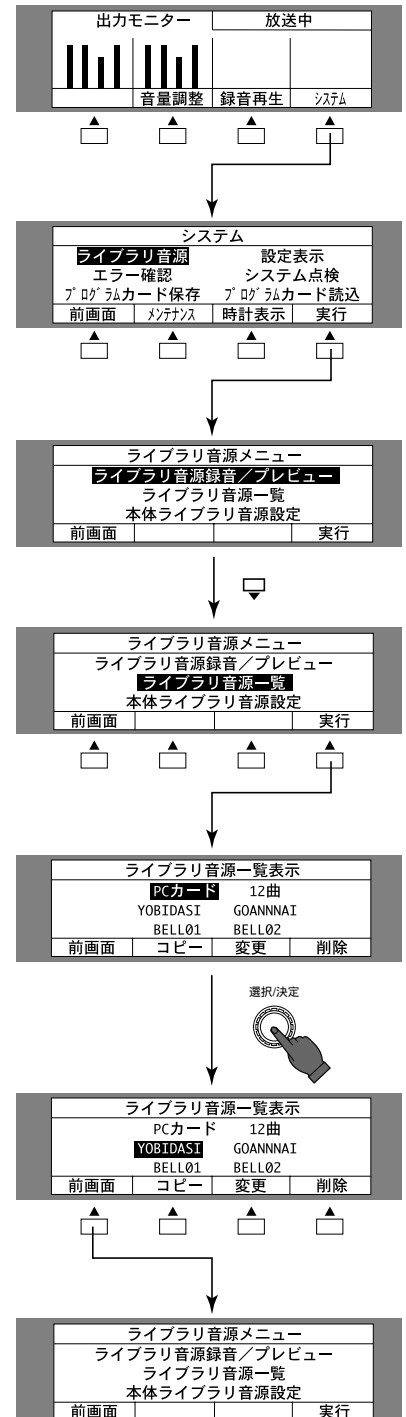 出力モニター 放送中
音量調整 録音再生 システム
システム
ライブラリ音源 設定表示
エラー確認 システム点検
プログラムカード保存 プログラムカード読込
前画面 メンテナンス 時計表示 実行
ライブラリ音源メニュー
ライブラリ音源録音／プレビュー
ライブラリ音源一覧
本体ライブラリ音源設定
前画面 実行
ライブラリ音源メニュー
ライブラリ音源録音／プレビュー
ライブラリ音源一覧
本体ライブラリ音源設定
前画面 実行
ライブラリ音源一覧表示
PCカード 12曲
YOBIDASI GOANNNAI
BELL01 BELL02
前画面 コピー 変更 削除
選択/決定
ライブラリ音源一覧表示
PCカード 12曲
YOBIDASI GOANNNAI
BELL01 BELL02
前画面 コピー 変更 削除
ライブラリ音源メニュー
ライブラリ音源録音／プレビュー
ライブラリ音源一覧
本体ライブラリ音源設定
前画面 実行